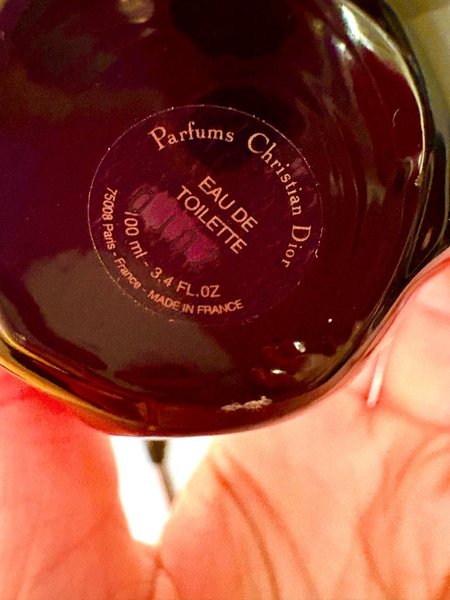 Parfums Christian Dior
EAU DE
TOILETTE
100 ml - 3.4 FL.OZ
75008 Paris - France - MADE IN FRANCE